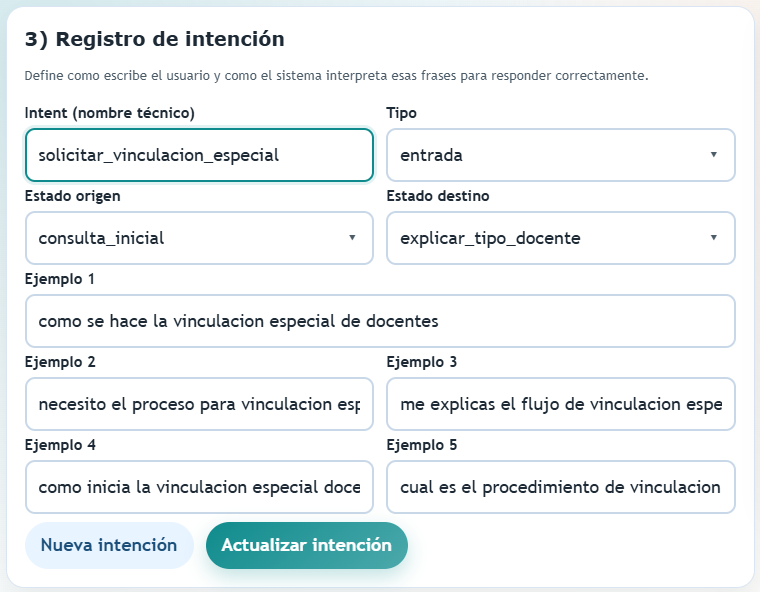 3) Registro de intención
Define como escribe el usuario y como el sistema interpreta esas frases para responder correctamente.
Intent (nombre técnico)
Tipo
solicitar_vinculacion_especial
entrada
Estado origen
Estado destino
consulta_inicial
explicar_tipo_docente
Ejemplo 1
como se hace la vinculacion especial de docentes
Ejemplo 2
Ejemplo 3
necesito el proceso para vinculacion esp
me explicas el flujo de vinculacion espe
Ejemplo 4
Ejemplo 5
como inicia la vinculacion especial doce
cual es el procedimiento de vinculacion
Nueva intención
Actualizar intención